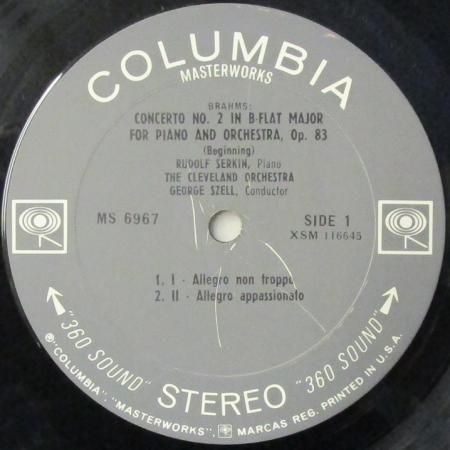 COLUMBIA
MASTERWORKS
BRAHMS:
CONCERTO NO. 2 IN B-FLAT MAJOR
FOR PIANO AND ORCHESTRA, Op. 83
(Beginning)
RUDOLF SERKIN, Piano
THE CLEVELAND ORCHESTRA
GEORGE SZELL, Conductor
MS 6967
SIDE 1
XSM 116645
1. I - Allegro non troppo
2. II - Allegro appassionato
"360 SOUND" STEREO "360 SOUND"
℗"COLUMBIA", "MASTERWORKS", MARCAS REG. PRINTED IN U.S.A.